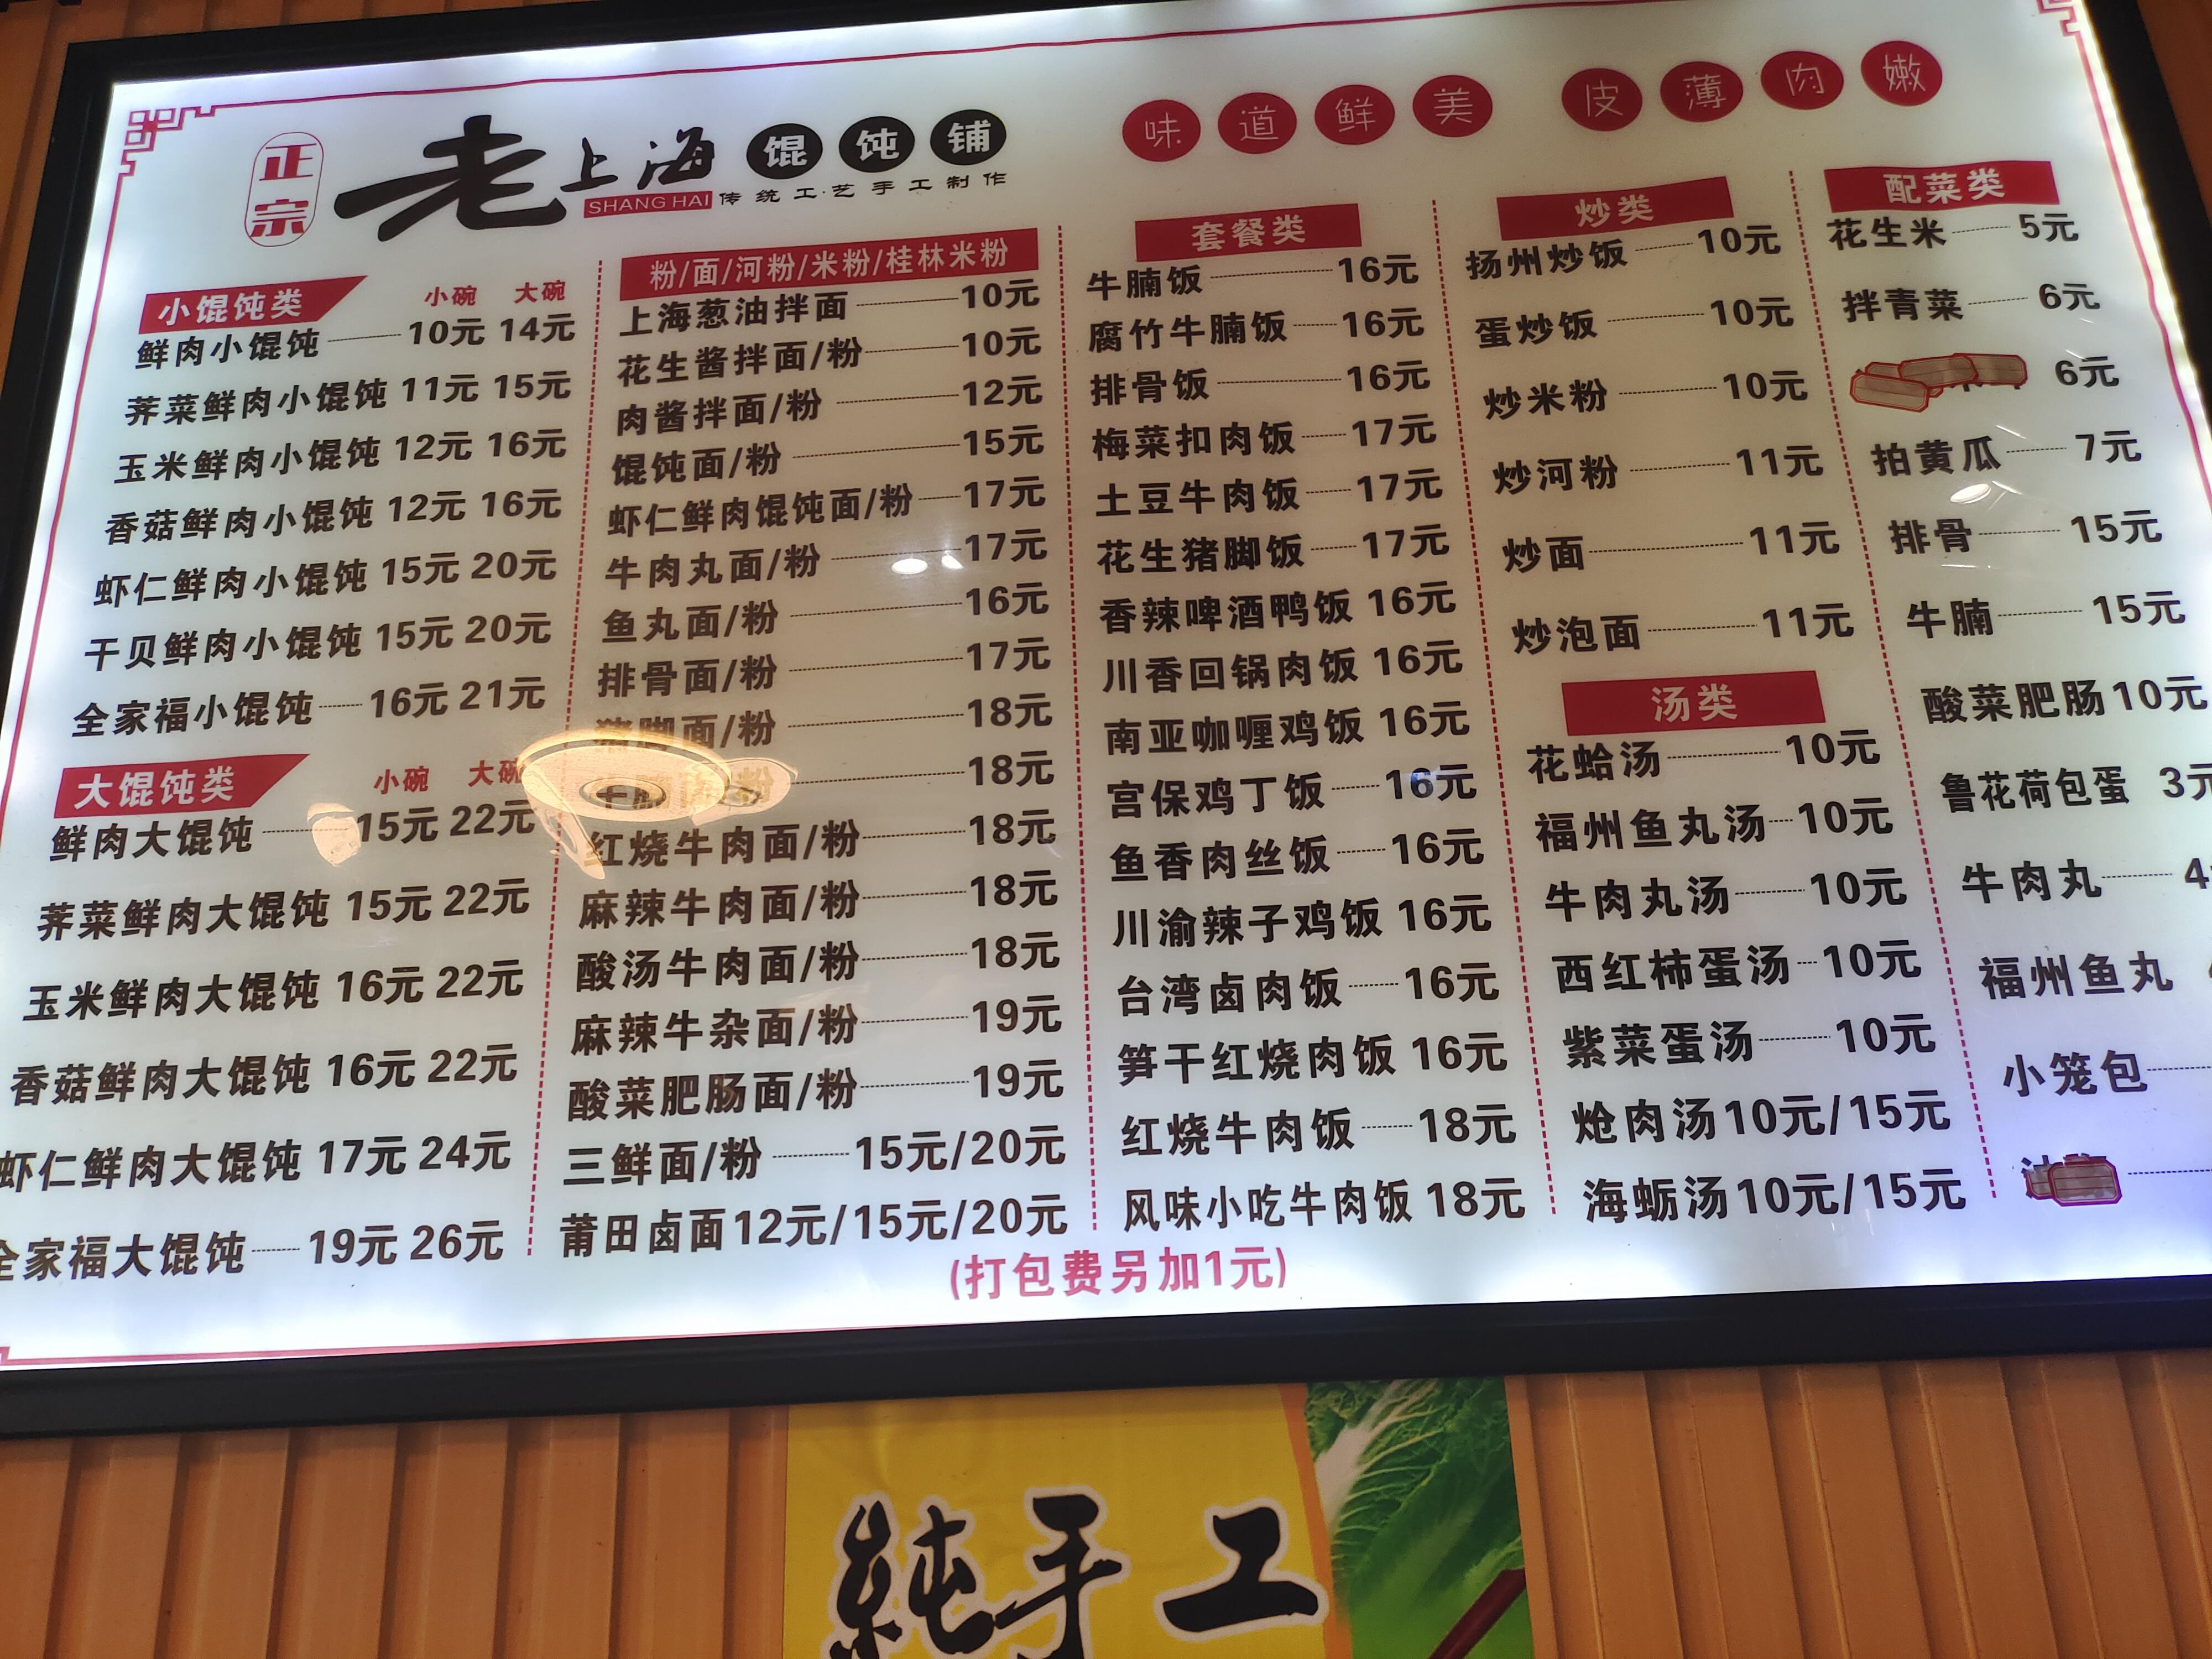 正宗 老上海 馄饨铺
SHANG HAI 传统工·艺手工制作
味道鲜美 皮薄肉嫩
小馄饨类 小碗 大碗
鲜肉小馄饨 10元 14元
荠菜鲜肉小馄饨 11元 15元
玉米鲜肉小馄饨 12元 16元
香菇鲜肉小馄饨 12元 16元
虾仁鲜肉小馄饨 15元 20元
干贝鲜肉小馄饨 15元 20元
全家福小馄饨 16元 21元
大馄饨类 小碗 大碗
鲜肉大馄饨 15元 22元
荠菜鲜肉大馄饨 15元 22元
玉米鲜肉大馄饨 16元 22元
香菇鲜肉大馄饨 16元 22元
虾仁鲜肉大馄饨 17元 24元
全家福大馄饨 19元 26元
粉/面/河粉/米粉/桂林米粉
上海葱油拌面 10元
花生酱拌面/粉 10元
肉酱拌面/粉 12元
馄饨面/粉 15元
虾仁鲜肉馄饨面/粉 17元
牛肉丸面/粉 17元
鱼丸面/粉 16元
排骨面/粉 17元
猪脚面/粉 18元
粉 18元
红烧牛肉面/粉 18元
麻辣牛肉面/粉 18元
酸汤牛肉面/粉 18元
麻辣牛杂面/粉 19元
酸菜肥肠面/粉 19元
三鲜面/粉 15元/20元
莆田卤面 12元/15元/20元
套餐类
牛腩饭 16元
腐竹牛腩饭 16元
排骨饭 16元
梅菜扣肉饭 17元
土豆牛肉饭 17元
花生猪脚饭 17元
香辣啤酒鸭饭 16元
川香回锅肉饭 16元
南亚咖喱鸡饭 16元
宫保鸡丁饭 16元
鱼香肉丝饭 16元
川渝辣子鸡饭 16元
台湾卤肉饭 16元
笋干红烧肉饭 16元
红烧牛肉饭 18元
风味小吃牛肉饭 18元
炒类
扬州炒饭 10元
蛋炒饭 10元
炒米粉 10元
炒河粉 11元
炒面 11元
炒泡面 11元
汤类
花蛤汤 10元
福州鱼丸汤 10元
牛肉丸汤 10元
西红柿蛋汤 10元
紫菜蛋汤 10元
炝肉汤 10元/15元
海蛎汤 10元/15元
配菜类
花生米 5元
拌青菜 6元
6元
拍黄瓜 7元
排骨 15元
牛腩 15元
酸菜肥肠 10元
鲁花荷包蛋 3元
牛肉丸 4
福州鱼丸
小笼包
(打包费另加1元)
純手工